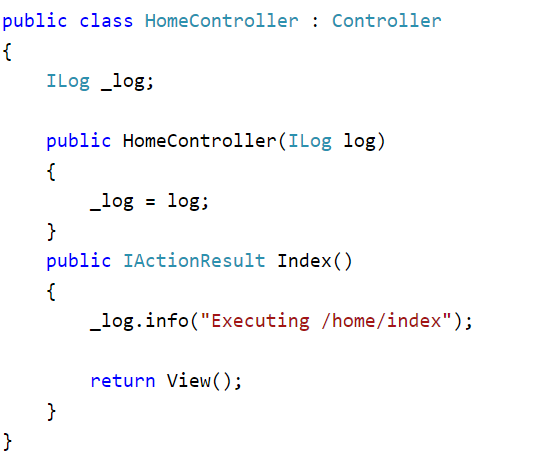 public class HomeController : Controller
{
    ILog _log;

    public HomeController(ILog log)
    {
        _log = log;
    }
    public IActionResult Index()
    {
        _log.info("Executing /home/index");

        return View();
    }
}